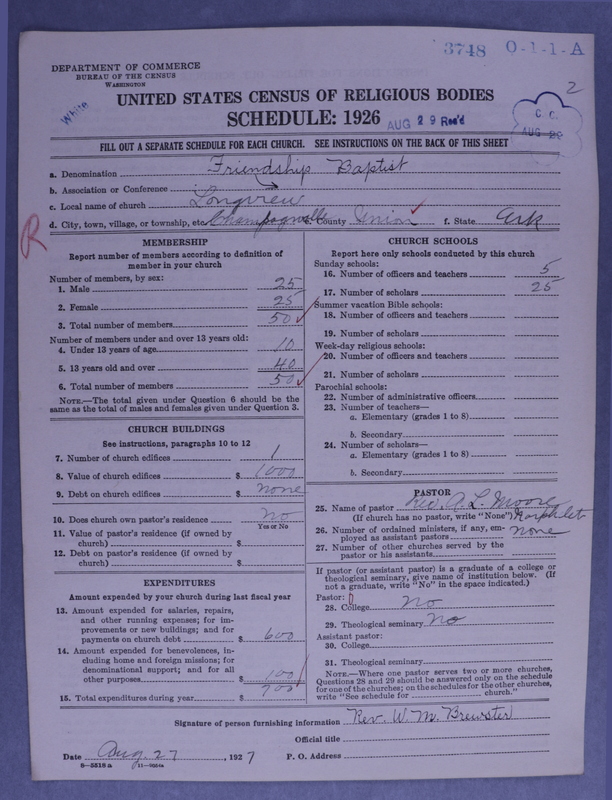 3748 0-1-1-A
DEPARTMENT OF COMMERCE
BUREAU OF THE CENSUS
WASHINGTON
White
2
UNITED STATES CENSUS OF RELIGIOUS BODIES
SCHEDULE: 1926
AUG 29 Rec'd
C. C.
AUG 29
FILL OUT A SEPARATE SCHEDULE FOR EACH CHURCH. SEE INSTRUCTIONS ON THE BACK OF THIS SHEET
a. Denomination Friendship Baptist
b. Association or Conference
c. Local name of church Longview
d. City, town, village, or township, etc. Champagnolle e. County Union f. State Ark
R
MEMBERSHIP
Report number of members according to definition of member in your church
Number of members, by sex:
1. Male 25
2. Female 25
3. Total number of members 50
Number of members under and over 13 years old:
4. Under 13 years of age 10
5. 13 years old and over 40
6. Total number of members 50
NOTE.—The total given under Question 6 should be the
same as the total of males and females given under Question 3.
CHURCH BUILDINGS
See instructions, paragraphs 10 to 12
7. Number of church edifices 1
8. Value of church edifices $ 1000
9. Debt on church edifices $ none
10. Does church own pastor's residence No
Yes or No
11. Value of pastor's residence (if owned by
church) $
12. Debt on pastor's residence (if owned by
church) $
EXPENDITURES
Amount expended by your church during last fiscal year
13. Amount expended for salaries, repairs,
and other running expenses; for im-
provements or new buildings; and for
payments on church debt $ 600
14. Amount expended for benevolences, in-
cluding home and foreign missions; for
denominational support; and for all
other purposes $ 100
15. Total expenditures during year $ 700
CHURCH SCHOOLS
Report here only schools conducted by this church
Sunday schools:
16. Number of officers and teachers 5
17. Number of scholars 25
Summer vacation Bible schools:
18. Number of officers and teachers
19. Number of scholars
Week-day religious schools:
20. Number of officers and teachers
21. Number of scholars
Parochial schools:
22. Number of administrative officers
23. Number of teachers—
a. Elementary (grades 1 to 8)
b. Secondary
24. Number of scholars—
a. Elementary (grades 1 to 8)
b. Secondary
PASTOR
25. Name of pastor Rev. A. L. Moore
(If church has no pastor, write "None")
26. Number of ordained ministers, if any, em-
ployed as assistant pastors none
27. Number of other churches served by the
pastor or his assistants
If pastor (or assistant pastor) is a graduate of a college or
theological seminary, give name of institution below. (If
not a graduate, write "No" in the space indicated.)
Pastor:
28. College no
29. Theological seminary No
Assistant pastor:
30. College
31. Theological seminary
NOTE.—Where one pastor serves two or more churches,
Questions 28 and 29 should be answered only on the schedule
for one of the churches; on the schedules for the other churches,
write "See schedule for church."
Signature of person furnishing information Rev. W. M. Brewster
Official title
Date Aug. 27, 1927 P. O. Address
8—5518 a